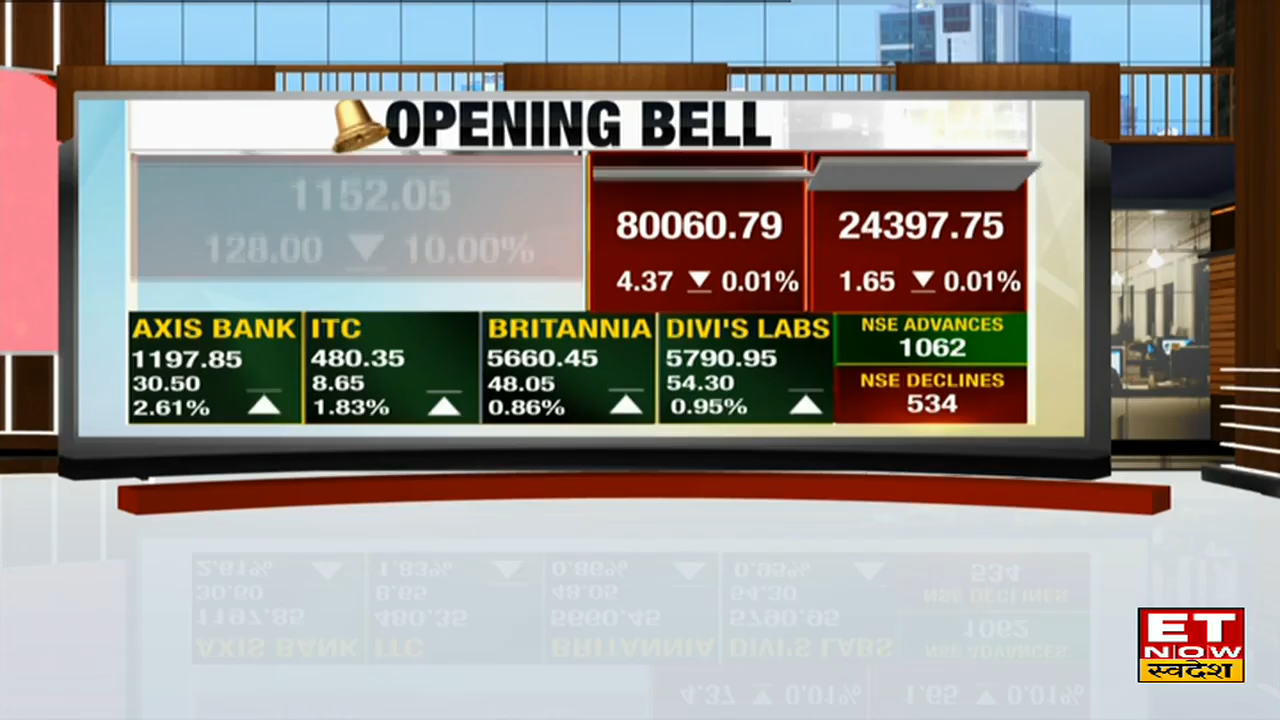 OPENING BELL
1152.05
128.00 ▼ 10.00%
80060.79
4.37 ▼ 0.01%
24397.75
1.65 ▼ 0.01%
AXIS BANK
1197.85
30.50
2.61% ▲
ITC
480.35
8.65
1.83% ▲
BRITANNIA
5660.45
48.05
0.86% ▲
DIVI'S LABS
5790.95
54.30
0.95% ▲
NSE ADVANCES
1062
NSE DECLINES
534
ET
NOW
स्वदेश